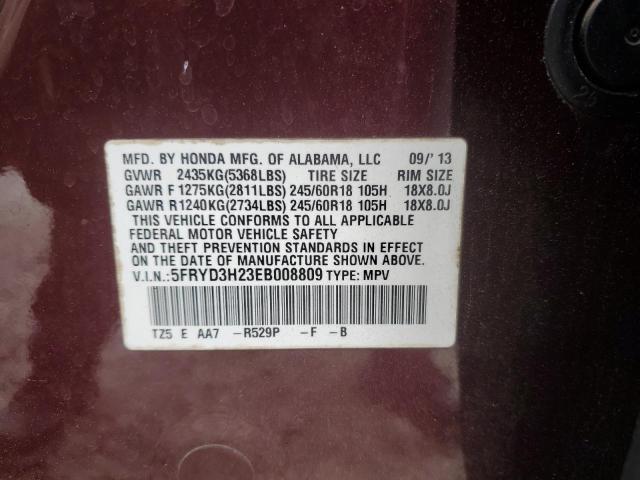 MFD. BY HONDA MFG. OF ALABAMA, LLC 09/'13
GVWR 2435KG(5368LBS) TIRE SIZE RIM SIZE
GAWR F 1275KG(2811LBS) 245/60R18 105H 18X8.0J
GAWR R 1240KG(2734LBS) 245/60R18 105H 18X8.0J
THIS VEHICLE CONFORMS TO ALL APPLICABLE
FEDERAL MOTOR VEHICLE SAFETY
AND THEFT PREVENTION STANDARDS IN EFFECT
ON THE DATE OF MANUFACTURE SHOWN ABOVE.
V.I.N.:5FRYD3H23EB008809 TYPE: MPV
TZ5 E AA7 -R529P -F -B